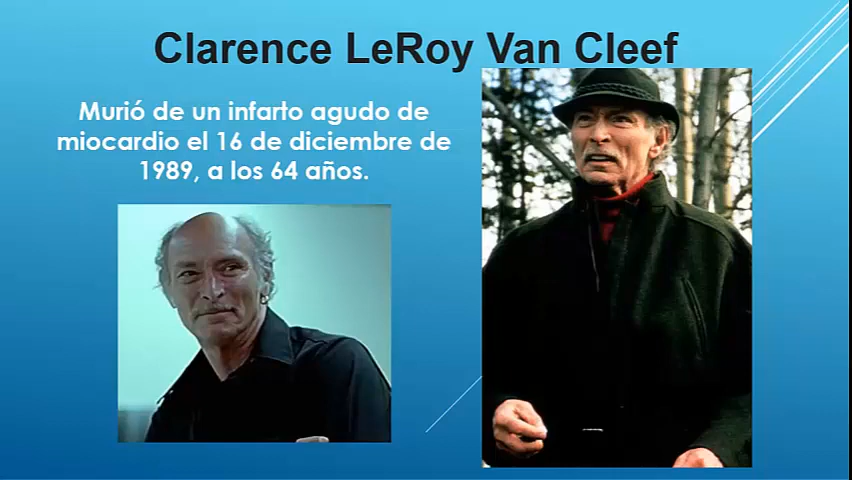 Clarence LeRoy Van Cleef
Murió de un infarto agudo de
miocardio el 16 de diciembre de
1989, a los 64 años.